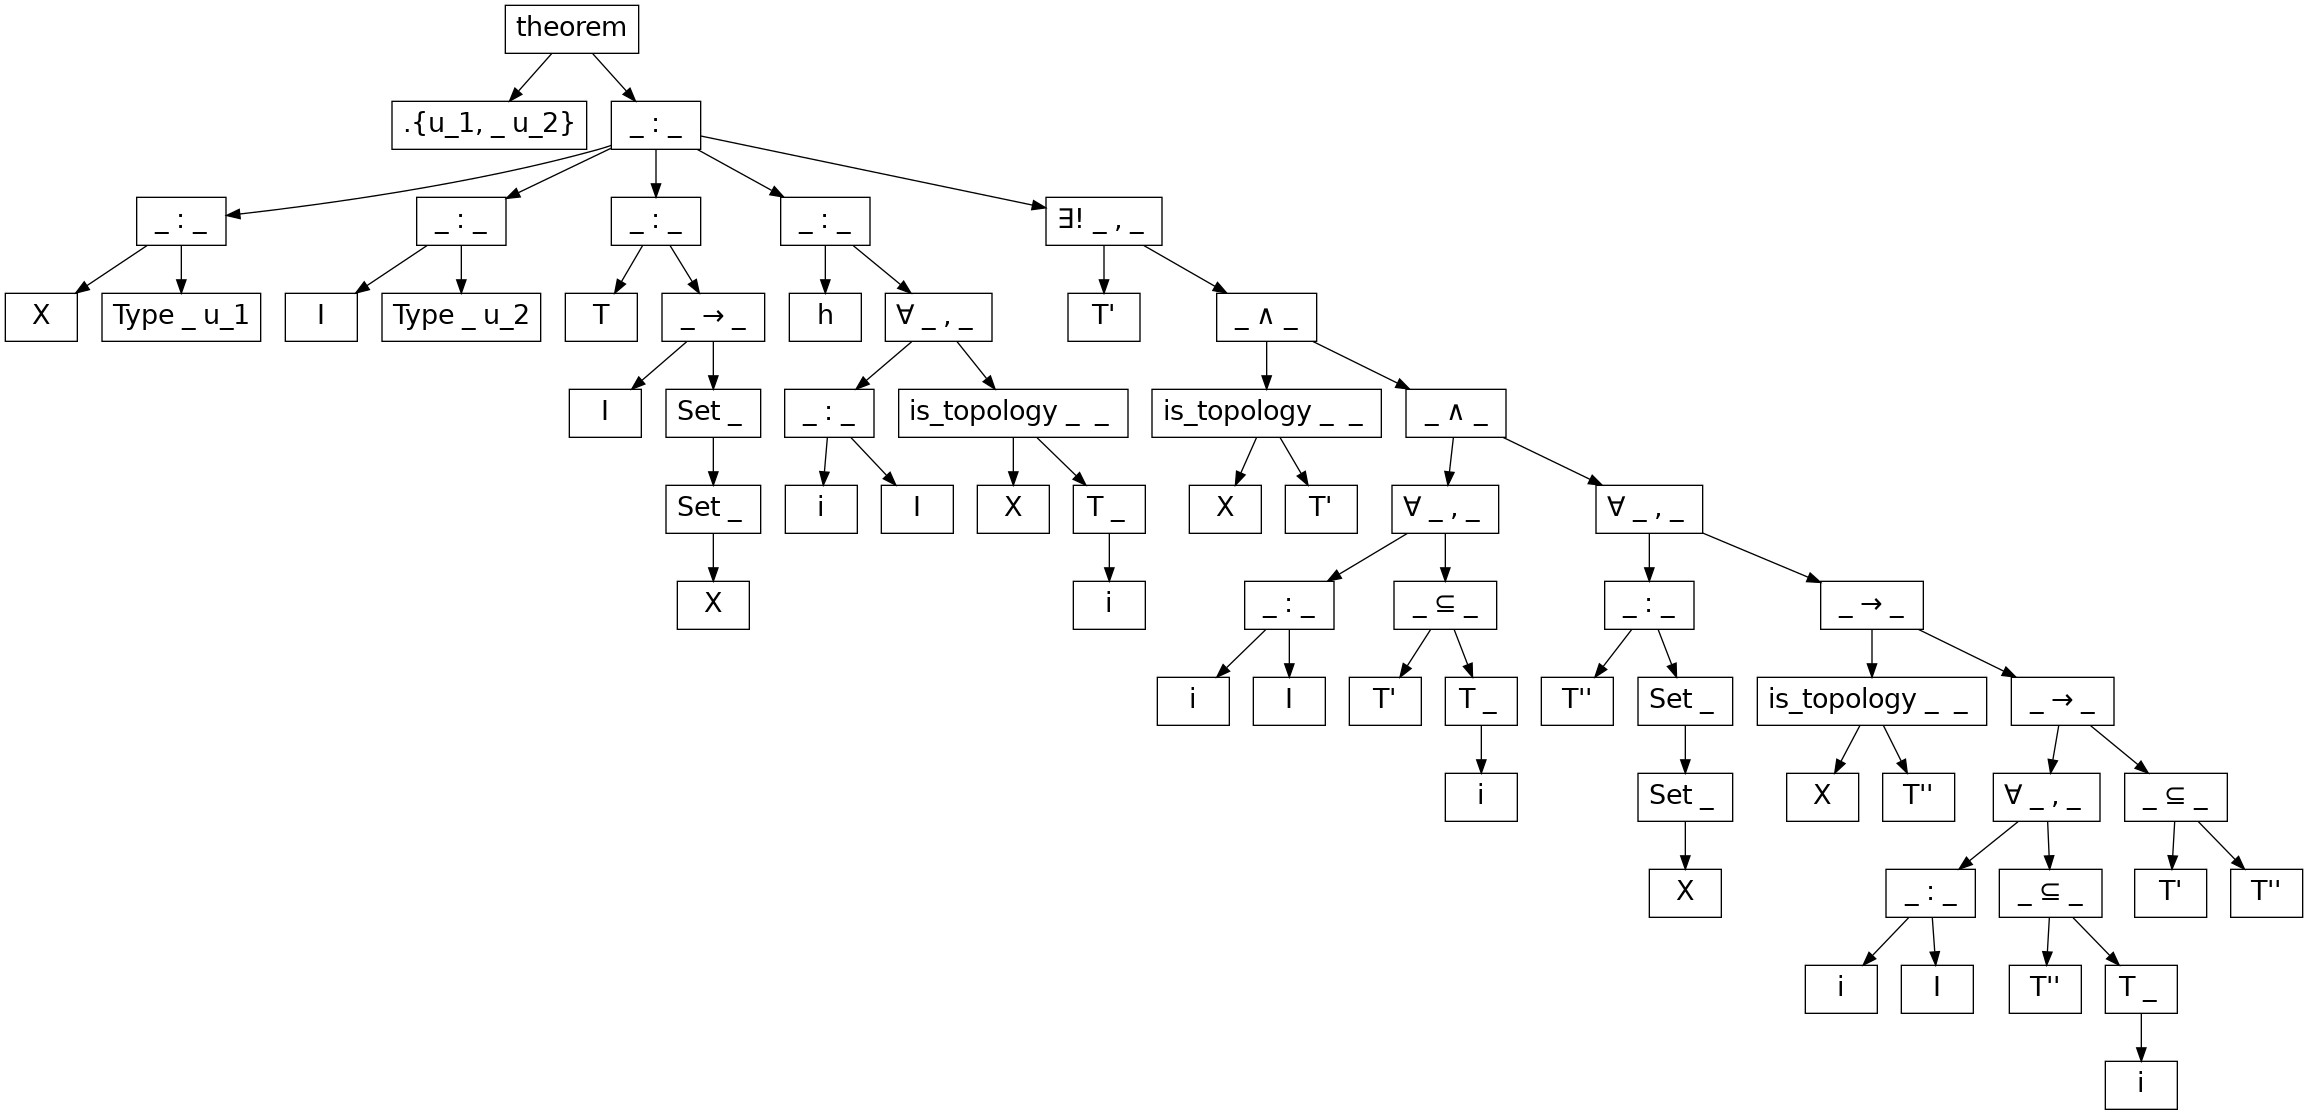 theorem
.{u_1, _ u_2} _ : _
_ : _ _ : _ _ : _ _ : _ ∃! _ , _
X Type _ u_1 I Type _ u_2 T _ → _ h ∀ _ , _ T' _ ∧ _
I Set _ _ : _ is_topology _ _ is_topology _ _ _ ∧ _
Set _ i I X T _ X T' ∀ _ , _ ∀ _ , _
X i _ : _ _ ⊆ _ _ : _ _ → _
i I T' T _ T'' Set _ is_topology _ _ _ → _
i Set _ X T'' ∀ _ , _ _ ⊆ _
X _ : _ _ ⊆ _ T' T''
i I T'' T _
i